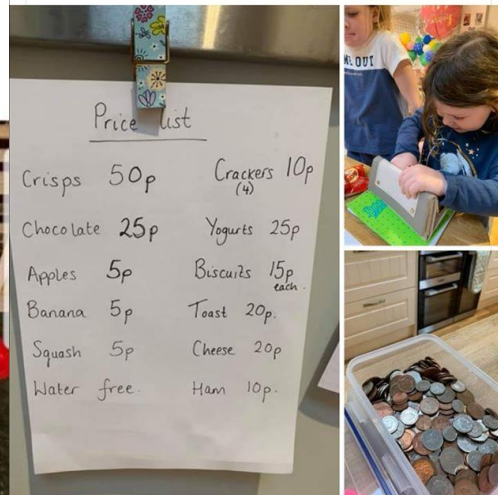 Price list
Crisps 50p
Chocolate 25p
Apples 5p
Banana 5p
Squash 5p
Water free.
Crackers 10p
(4)
Yogurts 25p
Biscuits 15p
each.
Toast 20p.
Cheese 20p
Ham 10p.
OUT